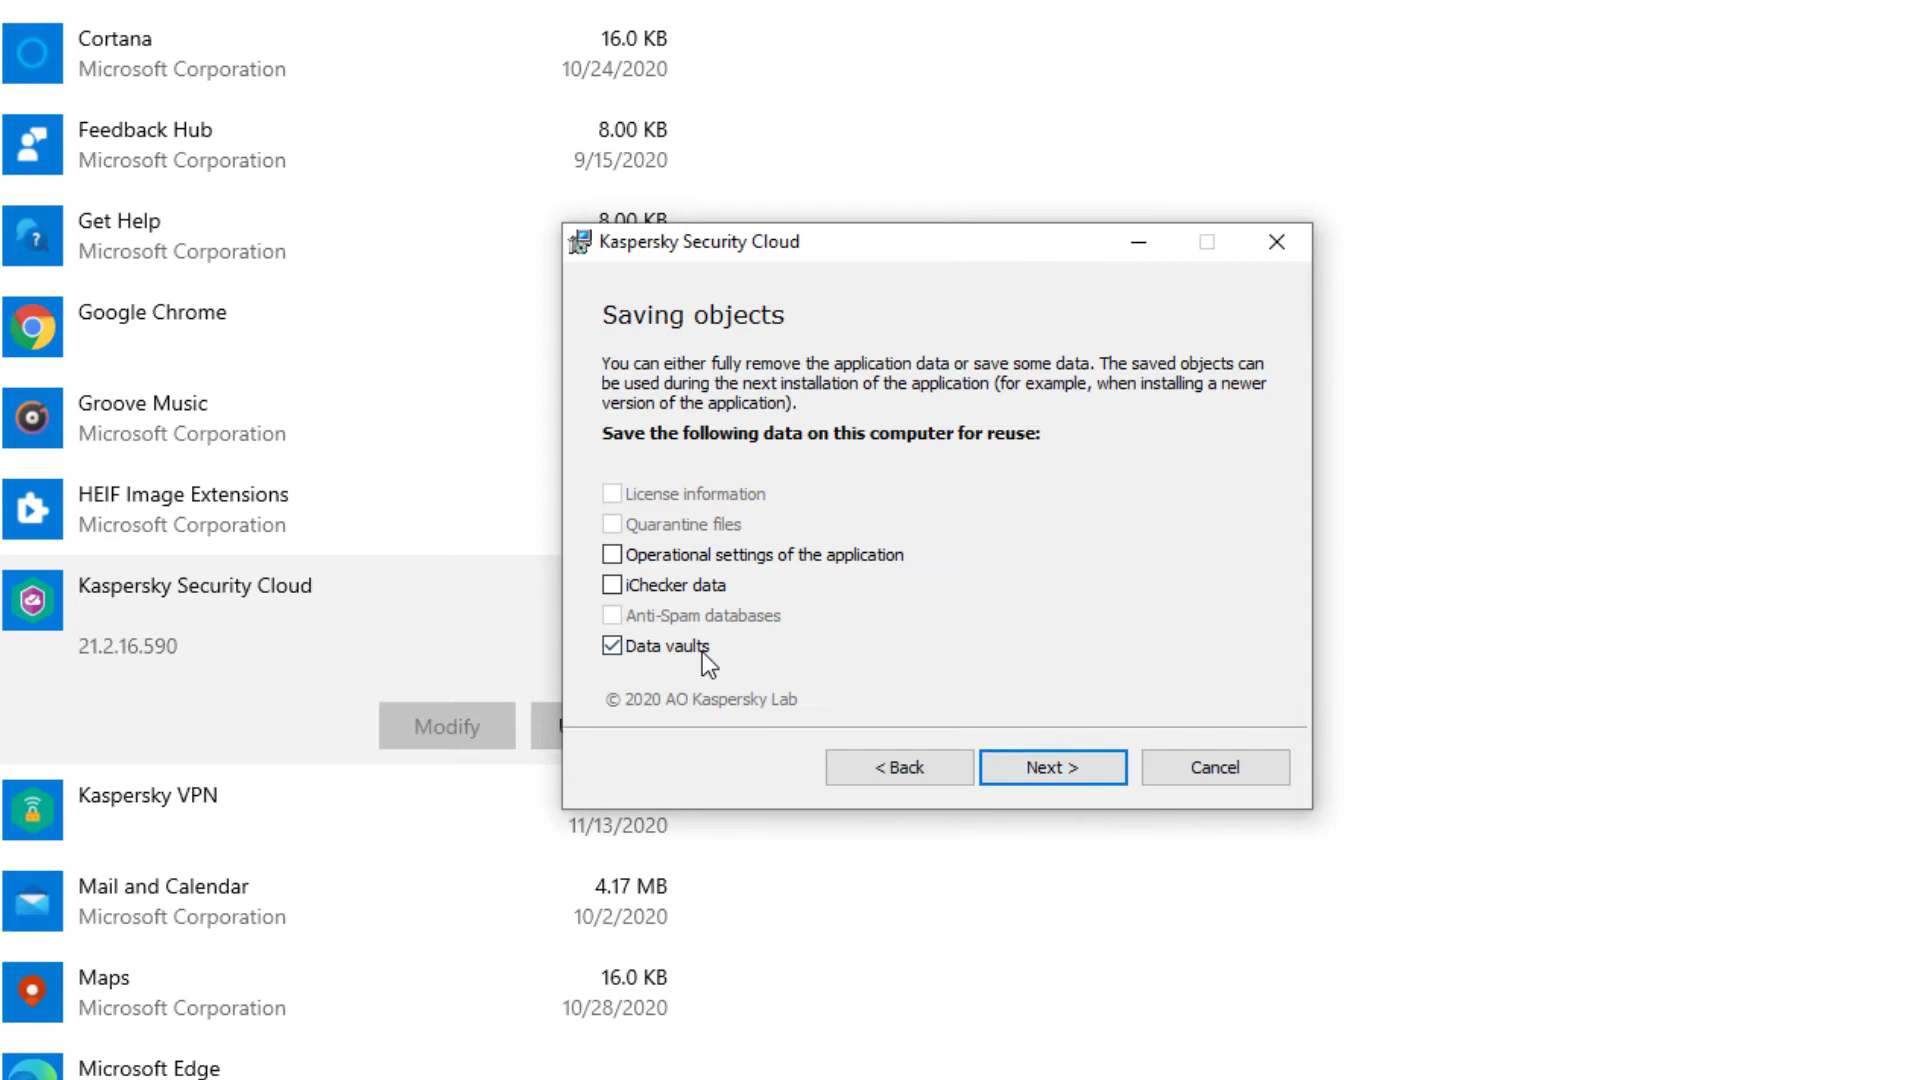 Cortana
16.0 KB
Microsoft Corporation
10/24/2020
Feedback Hub
8.00 KB
Microsoft Corporation
9/15/2020
Get Help
8.00 KB
Microsoft Corporation
Google Chrome
Groove Music
Microsoft Corporation
HEIF Image Extensions
Microsoft Corporation
Kaspersky Security Cloud
21.2.16.590
Modify
Kaspersky VPN
11/13/2020
Mail and Calendar
4.17 MB
Microsoft Corporation
10/2/2020
Maps
16.0 KB
Microsoft Corporation
10/28/2020
Microsoft Edge
Kaspersky Security Cloud
Saving objects
You can either fully remove the application data or save some data. The saved objects can
be used during the next installation of the application (for example, when installing a newer
version of the application).
Save the following data on this computer for reuse:
License information
Quarantine files
Operational settings of the application
iChecker data
Anti-Spam databases
Data vaults
© 2020 AO Kaspersky Lab
< Back
Next >
Cancel